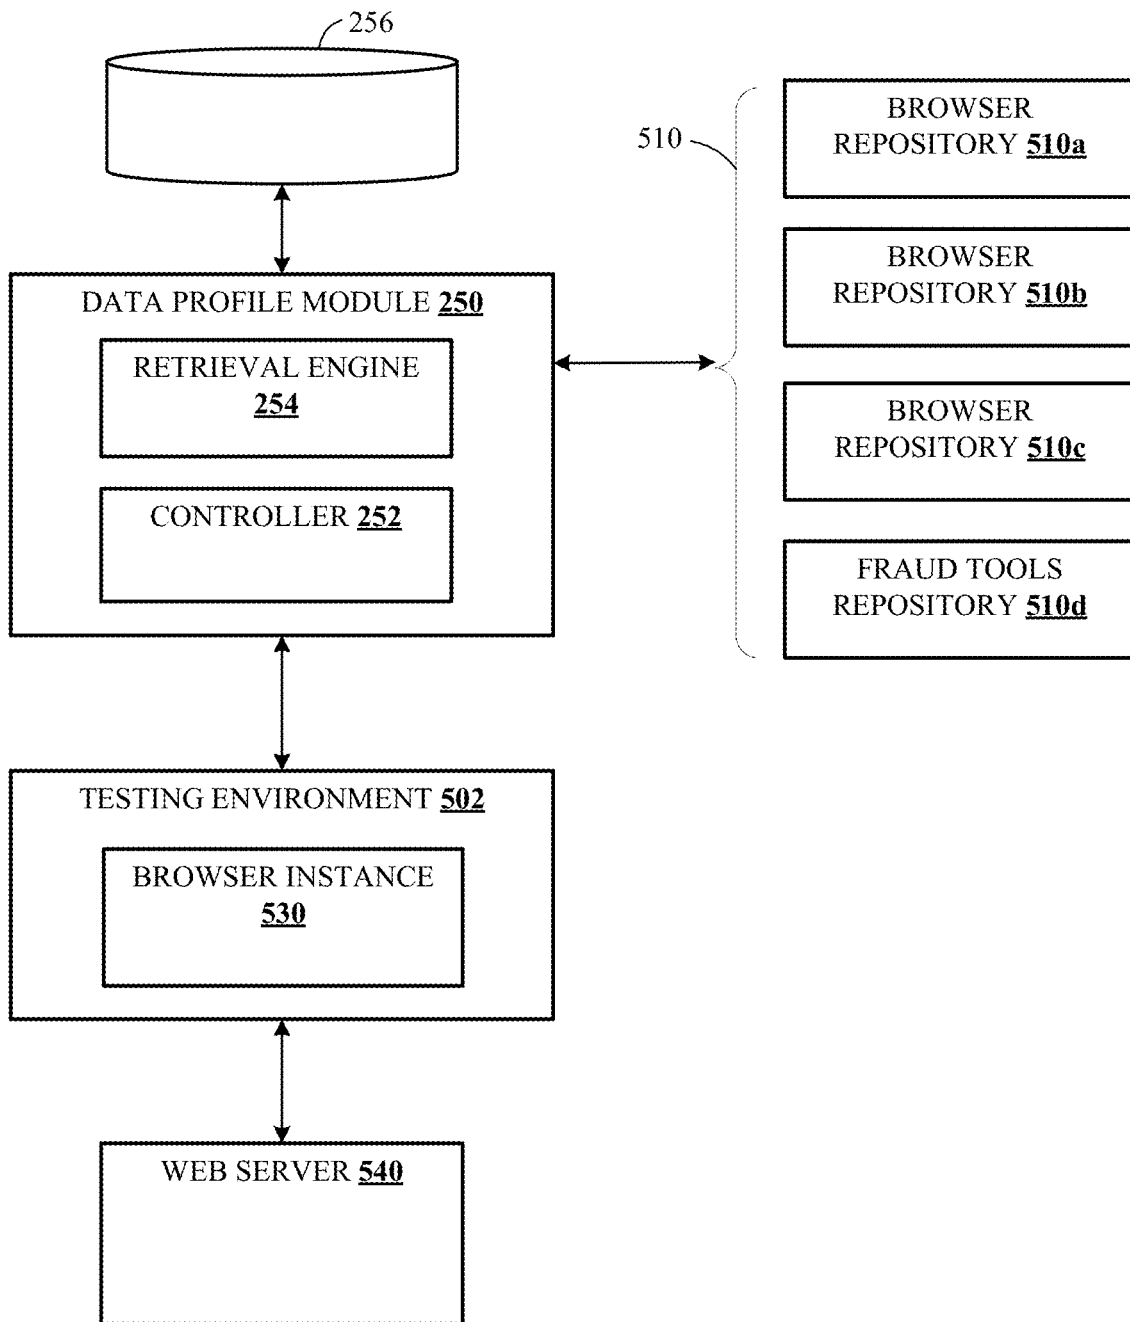 256
DATA PROFILE MODULE 250
RETRIEVAL ENGINE
254
CONTROLLER 252
510
BROWSER
REPOSITORY 510a
BROWSER
REPOSITORY 510b
BROWSER
REPOSITORY 510c
FRAUD TOOLS
REPOSITORY 510d
TESTING ENVIRONMENT 502
BROWSER INSTANCE
530
WEB SERVER 540